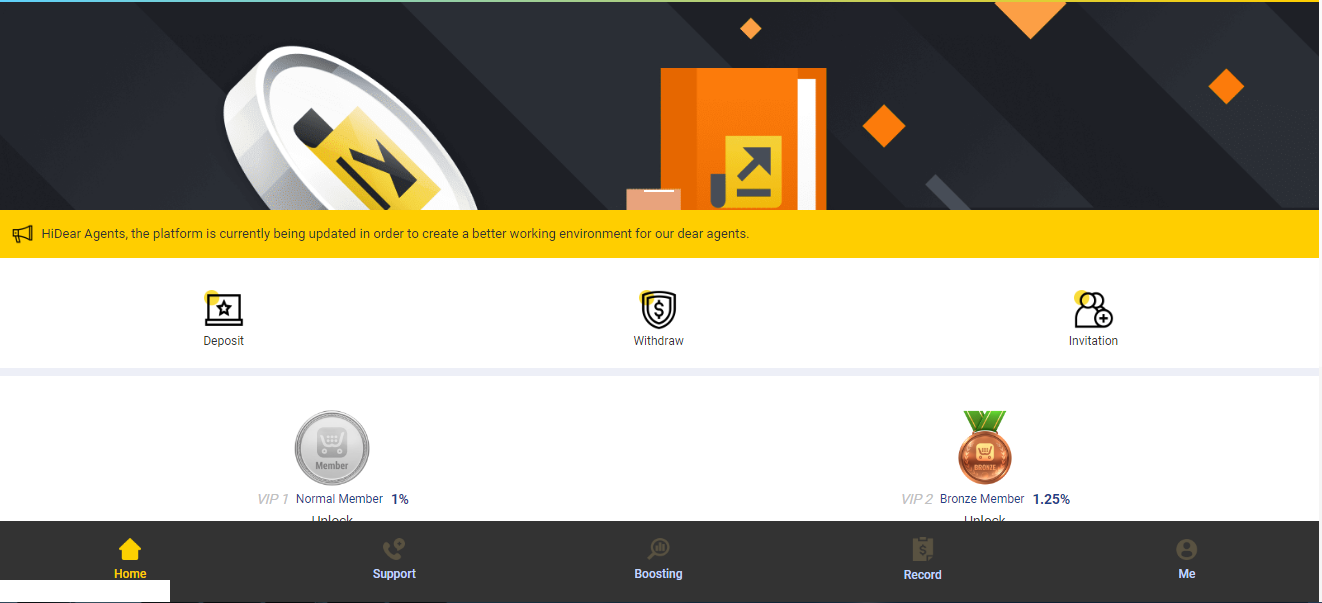 HiDear Agents, the platform is currently being updated in order to create a better working environment for our dear agents.
Deposit
Withdraw
Invitation
Member
BRONZE
VIP 1 Normal Member 1%
VIP 2 Bronze Member 1.25%
Unlock
Unlock
Home
Support
Boosting
Record
Me